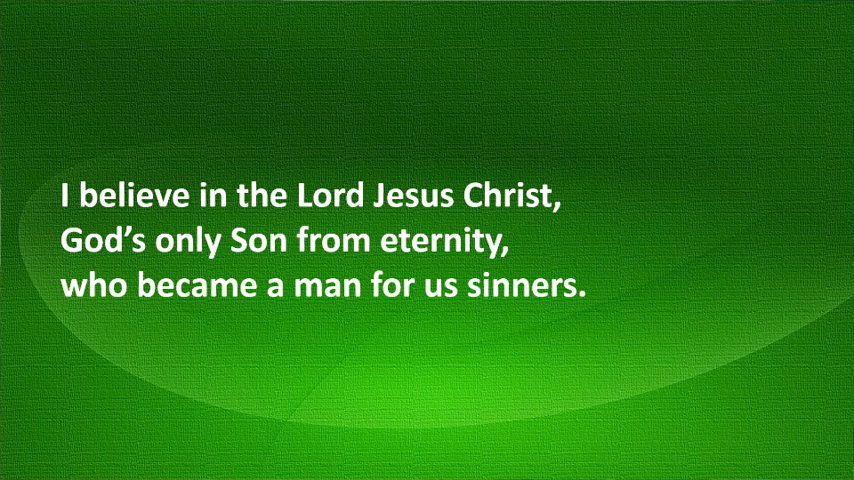 I believe in the Lord Jesus Christ,
God’s only Son from eternity,
who became a man for us sinners.